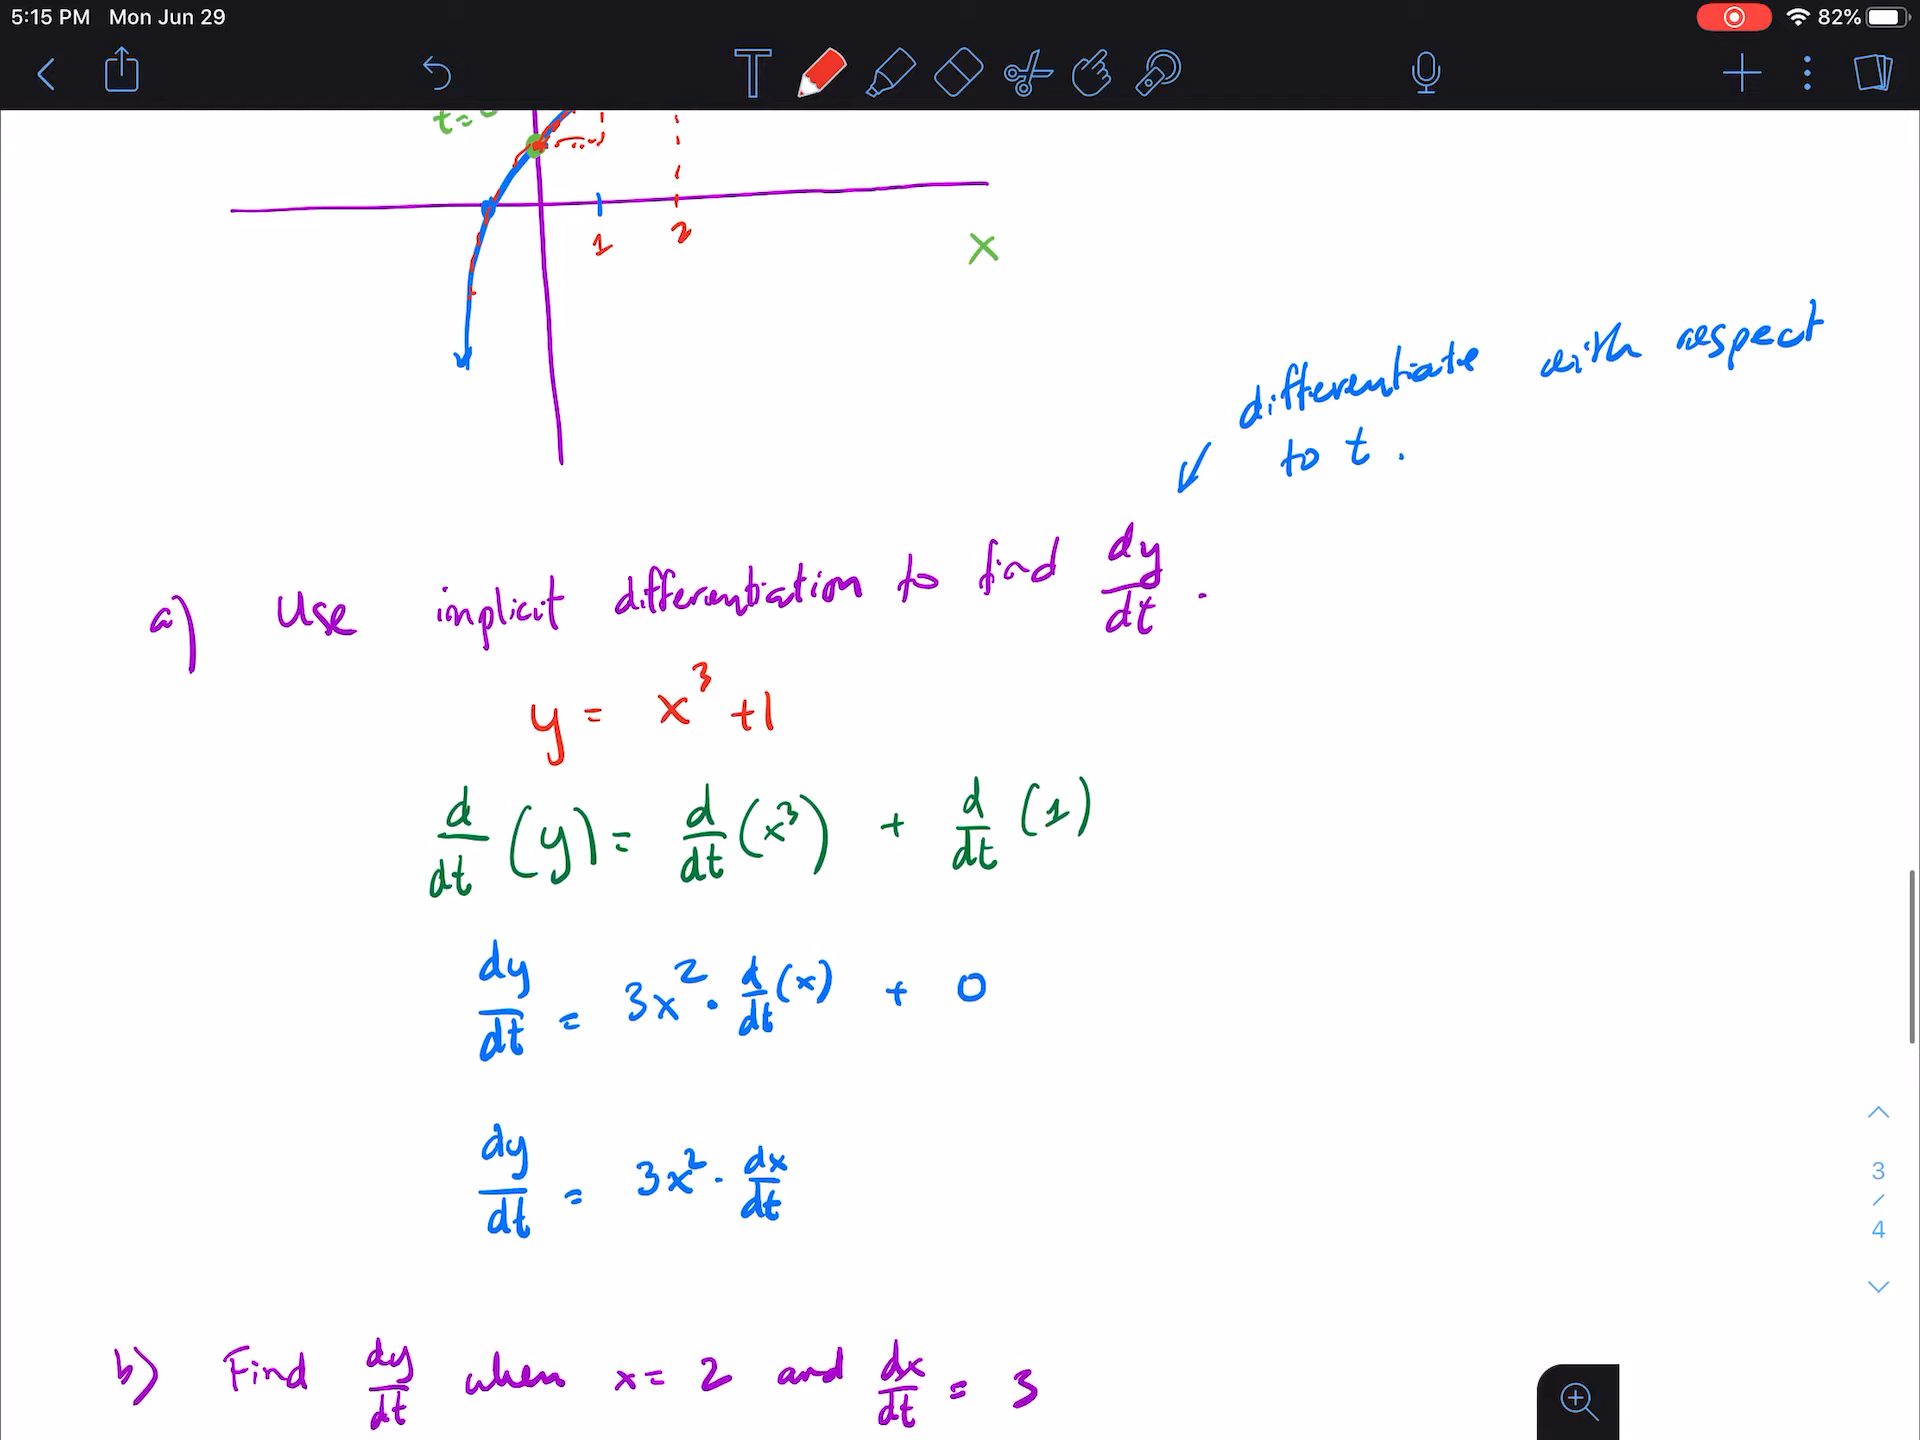 5:15 PM Mon Jun 29
82%
T
t=0
1 2
X
differentiate with respect
to t.
a) Use implicit differentiation to find dy/dt.
y = x³ +1
d/dt (y) = d/dt (x³) + d/dt (1)
dy/dt = 3x² · d/dt (x) + 0
dy/dt = 3x² · dx/dt
3
/
4
b) Find dy/dt when x = 2 and dx/dt = 3